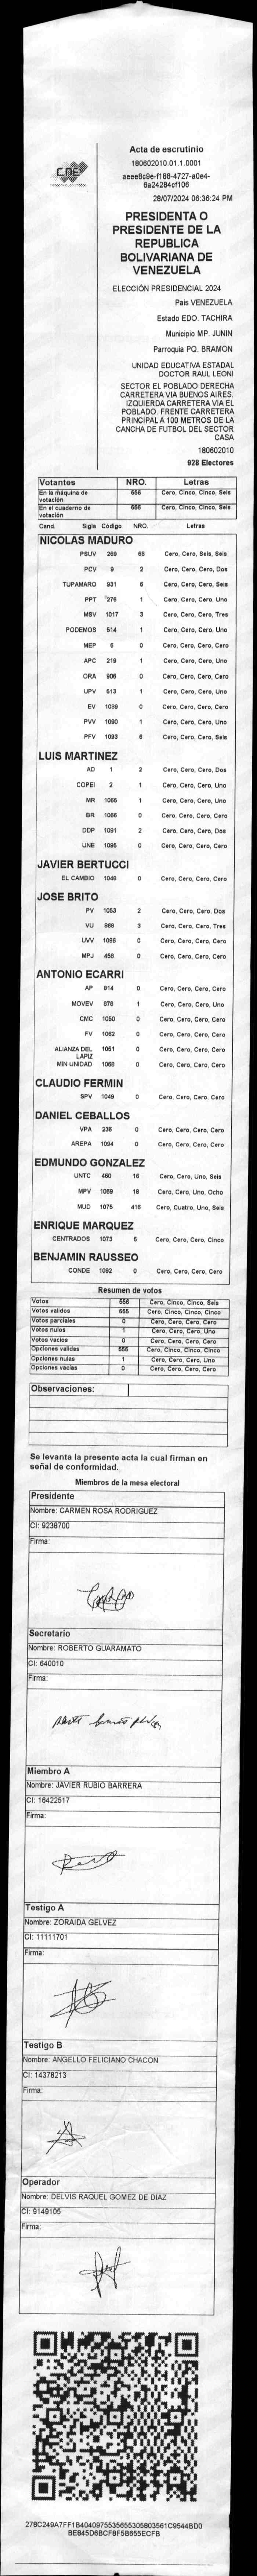 CNE
Acta de escrutinio
180602010.01.1.0001
aeee8c9e-f188-4727-a0e4-
6a24284cf106
28/07/2024 06:36:24 PM
PRESIDENTA O
PRESIDENTE DE LA
REPUBLICA
BOLIVARIANA DE
VENEZUELA
ELECCIÓN PRESIDENCIAL 2024
Pais VENEZUELA
Estado EDO. TACHIRA
Municipio MP. JUNIN
Parroquia PQ. BRAMON
UNIDAD EDUCATIVA ESTADAL
DOCTOR RAUL LEONI
SECTOR EL POBLADO DERECHA
CARRETERA VIA BUENOS AIRES.
IZQUIERDA CARRETERA VIA EL
POBLADO. FRENTE CARRETERA
PRINCIPAL A 100 METROS DE LA
CANCHA DE FUTBOL DEL SECTOR
CASA
180602010
928 Electores
Votantes NRO. Letras
En la máquina de votación 556 Cero, Cinco, Cinco, Seis
En el cuaderno de votación 556 Cero, Cinco, Cinco, Seis
Cand. Sigla Código NRO. Letras
NICOLAS MADURO
PSUV 269 66 Cero, Cero, Seis, Seis
PCV 9 2 Cero, Cero, Cero, Dos
TUPAMARO 931 6 Cero, Cero, Cero, Seis
PPT 276 1 Cero, Cero, Cero, Uno
MSV 1017 3 Cero, Cero, Cero, Tres
PODEMOS 514 1 Cero, Cero, Cero, Uno
MEP 6 0 Cero, Cero, Cero, Cero
APC 219 1 Cero, Cero, Cero, Uno
ORA 906 0 Cero, Cero, Cero, Cero
UPV 613 1 Cero, Cero, Cero, Uno
EV 1089 0 Cero, Cero, Cero, Cero
PVV 1090 1 Cero, Cero, Cero, Uno
PFV 1093 6 Cero, Cero, Cero, Seis
LUIS MARTINEZ
AD 1 2 Cero, Cero, Cero, Dos
COPEI 2 1 Cero, Cero, Cero, Uno
MR 1065 1 Cero, Cero, Cero, Uno
BR 1066 0 Cero, Cero, Cero, Cero
DDP 1091 2 Cero, Cero, Cero, Dos
UNE 1095 0 Cero, Cero, Cero, Cero
JAVIER BERTUCCI
EL CAMBIO 1048 0 Cero, Cero, Cero, Cero
JOSE BRITO
PV 1053 2 Cero, Cero, Cero, Dos
VU 868 3 Cero, Cero, Cero, Tres
UVV 1096 0 Cero, Cero, Cero, Cero
MPJ 458 0 Cero, Cero, Cero, Cero
ANTONIO ECARRI
AP 914 0 Cero, Cero, Cero, Cero
MOVEV 878 1 Cero, Cero, Cero, Uno
CMC 1050 0 Cero, Cero, Cero, Cero
FV 1062 0 Cero, Cero, Cero, Cero
ALIANZA DEL LAPIZ 1051 0 Cero, Cero, Cero, Cero
MIN UNIDAD 1068 0 Cero, Cero, Cero, Cero
CLAUDIO FERMIN
SPV 1049 0 Cero, Cero, Cero, Cero
DANIEL CEBALLOS
VPA 236 0 Cero, Cero, Cero, Cero
AREPA 1094 0 Cero, Cero, Cero, Cero
EDMUNDO GONZALEZ
UNTC 460 16 Cero, Cero, Uno, Seis
MPV 1069 18 Cero, Cero, Uno, Ocho
MUD 1075 416 Cero, Cuatro, Uno, Seis
ENRIQUE MARQUEZ
CENTRADOS 1073 5 Cero, Cero, Cero, Cinco
BENJAMIN RAUSSEO
CONDE 1092 0 Cero, Cero, Cero, Cero
Resumen de votos
Votos 556 Cero, Cinco, Cinco, Seis
Votos validos 555 Cero, Cinco, Cinco, Cinco
Votos parciales 0 Cero, Cero, Cero, Cero
Votos nulos 1 Cero, Cero, Cero, Uno
Votos vacios 0 Cero, Cero, Cero, Cero
Opciones validas 555 Cero, Cinco, Cinco, Cinco
Opciones nulas 1 Cero, Cero, Cero, Uno
Opciones vacias 0 Cero, Cero, Cero, Cero
Observaciones:
Se levanta la presente acta la cual firman en
señal de conformidad.
Miembros de la mesa electoral
Presidente
Nombre: CARMEN ROSA RODRIGUEZ
CI: 9238700
Firma:
Secretario
Nombre: ROBERTO GUARAMATO
CI: 640010
Firma:
Miembro A
Nombre: JAVIER RUBIO BARRERA
CI: 16422517
Firma:
Testigo A
Nombre: ZORAIDA GELVEZ
CI: 11111701
Firma:
Testigo B
Nombre: ANGELLO FELICIANO CHACON
CI: 14378213
Firma:
Operador
Nombre: DELVIS RAQUEL GOMEZ DE DIAZ
CI: 9149105
Firma:
278C249A7FF1B4040975535655305803561C9544BD0
BEB45D6BCF8F5B655ECFB